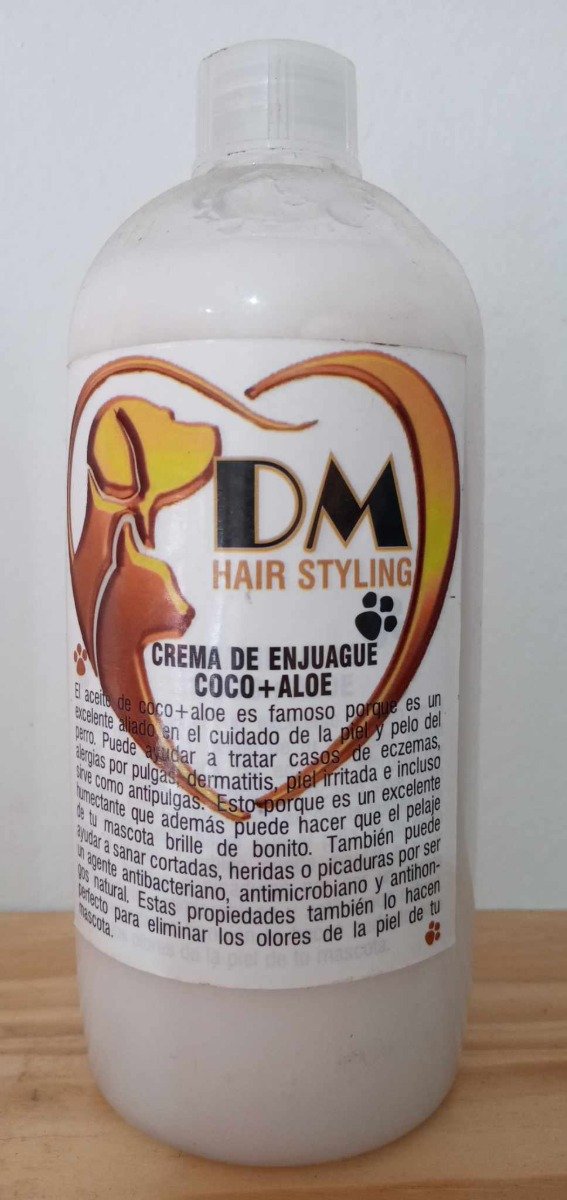 DM
HAIR STYLING
CREMA DE ENJUAGUE
COCO+ALOE
El aceite de coco+aloe es famoso porque es un
excelente aliado en el cuidado de la piel y pelo del
perro. Puede ayudar a tratar casos de eczemas,
alergias por pulgas, dermatitis, piel irritada e incluso
sirve como antipulgas. Esto porque es un excelente
humectante que además puede hacer que el pelaje
de tu mascota brille de bonito. También puede
ayudar a sanar cortadas, heridas o picaduras por ser
un agente antibacteriano, antimicrobiano y antihon-
gos natural. Estas propiedades también lo hacen
perfecto para eliminar los olores de la piel de tu
mascota.